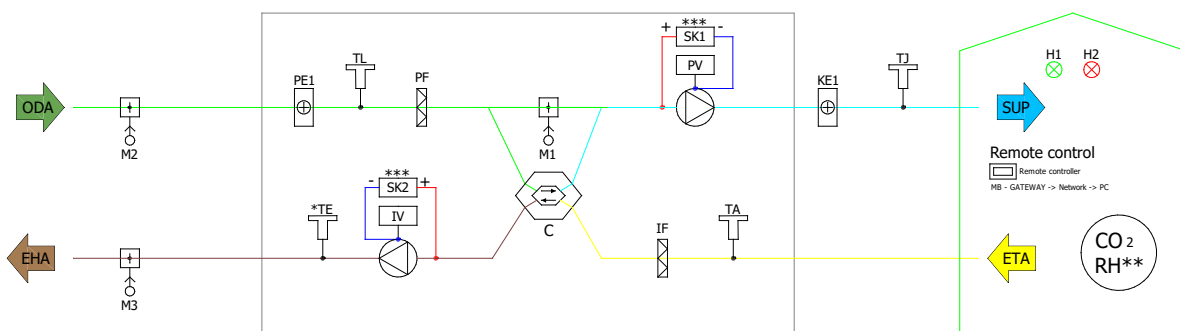 + *** -
SK1
H1 H2
TL
TJ
PE1
PF
PV
KE1
ODA
SUP
M2
M1
Remote control
Remote controller
MB - GATEWAY -> Network -> PC
- *** +
SK2
*TE
IV
C
IF
TA
CO 2
RH**
EHA
ETA
M3